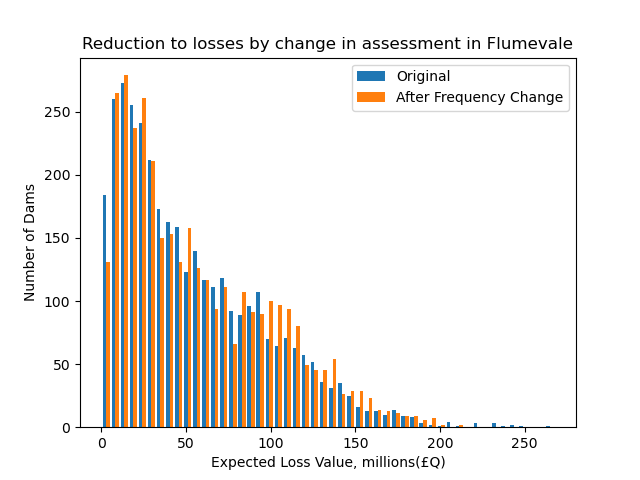 Reduction to losses by change in assessment in Flumevale
Original
After Frequency Change
Number of Dams
250
200
150
100
50
0
0 50 100 150 200 250
Expected Loss Value, millions(£Q)